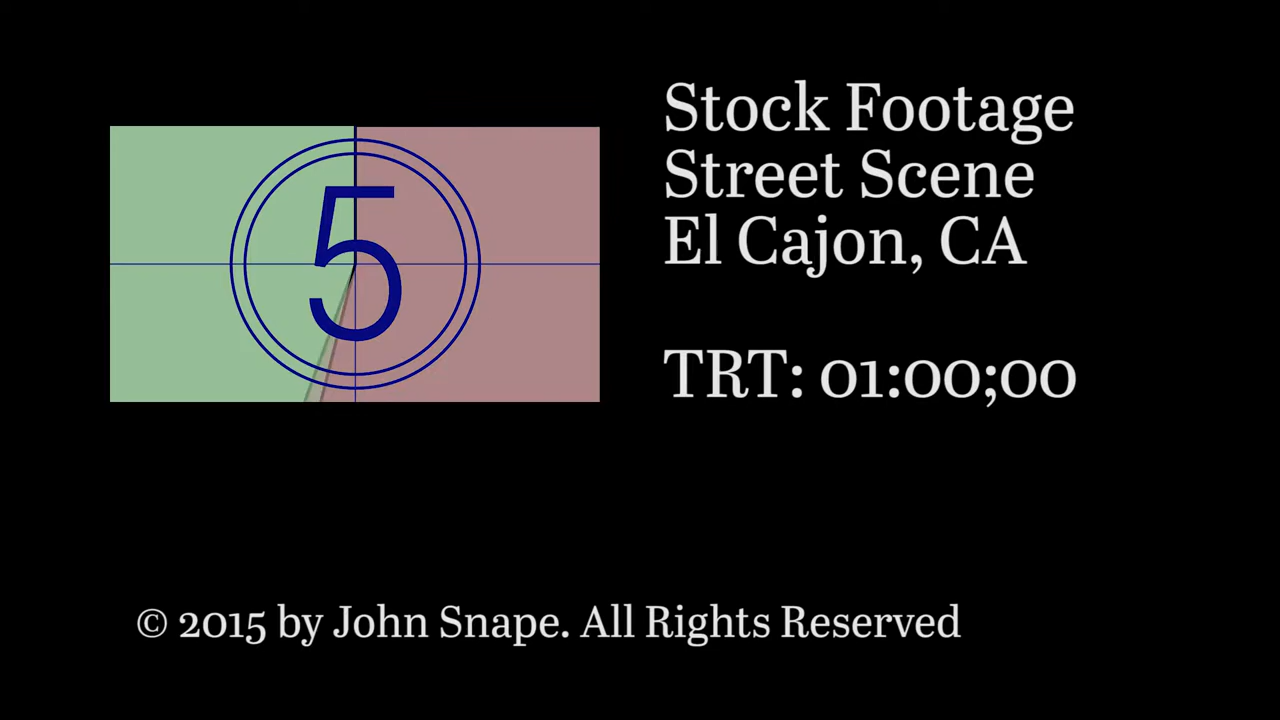 5
Stock Footage
Street Scene
El Cajon, CA
TRT: 01:00;00
© 2015 by John Snape. All Rights Reserved